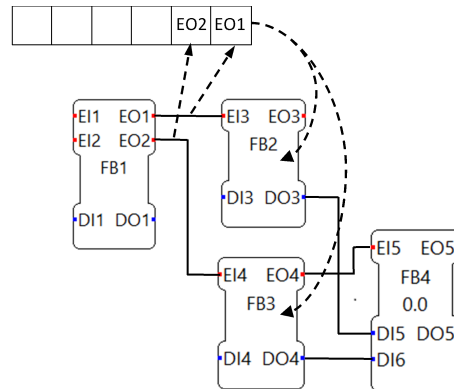 EO2 EO1
EI1 EO1
EI2 EO2
FB1
DI1 DO1
EI3 EO3
FB2
DI3 DO3
EI4 EO4
FB3
DI4 DO4
EI5 EO5
FB4
0.0
DI5 DO5
DI6